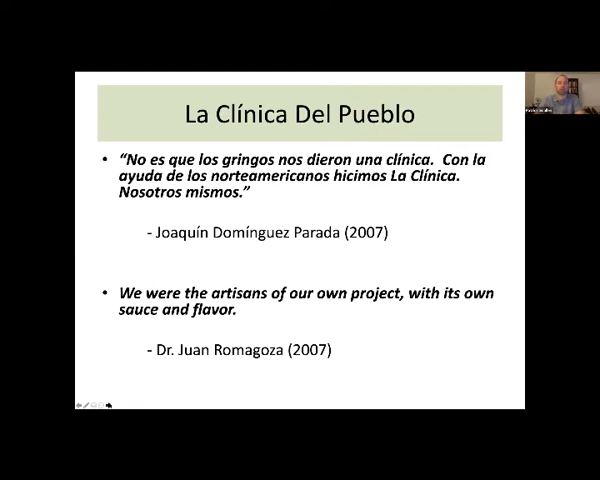 La Clínica Del Pueblo
• “No es que los gringos nos dieron una clínica. Con la
ayuda de los norteamericanos hicimos La Clínica.
Nosotros mismos.”
- Joaquín Domínguez Parada (2007)
• We were the artisans of our own project, with its own
sauce and flavor.
- Dr. Juan Romagoza (2007)